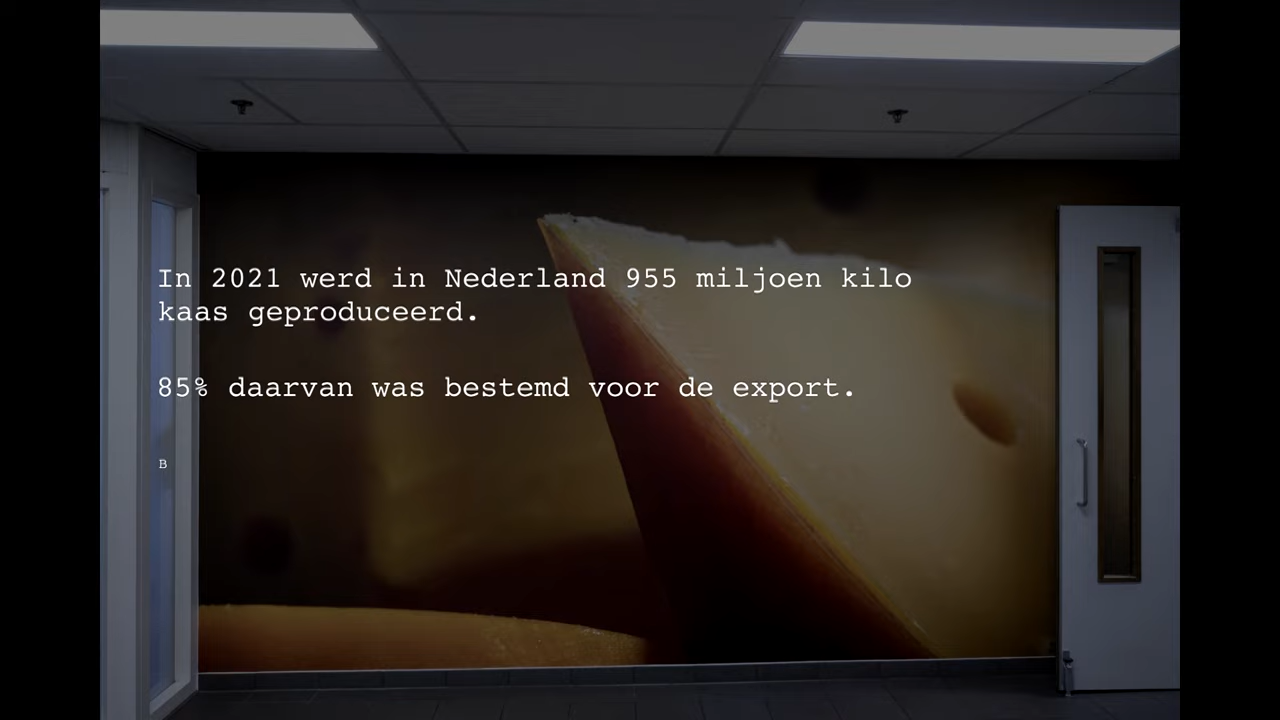 In 2021 werd in Nederland 955 miljoen kilo
kaas geproduceerd.
85% daarvan was bestemd voor de export.
B